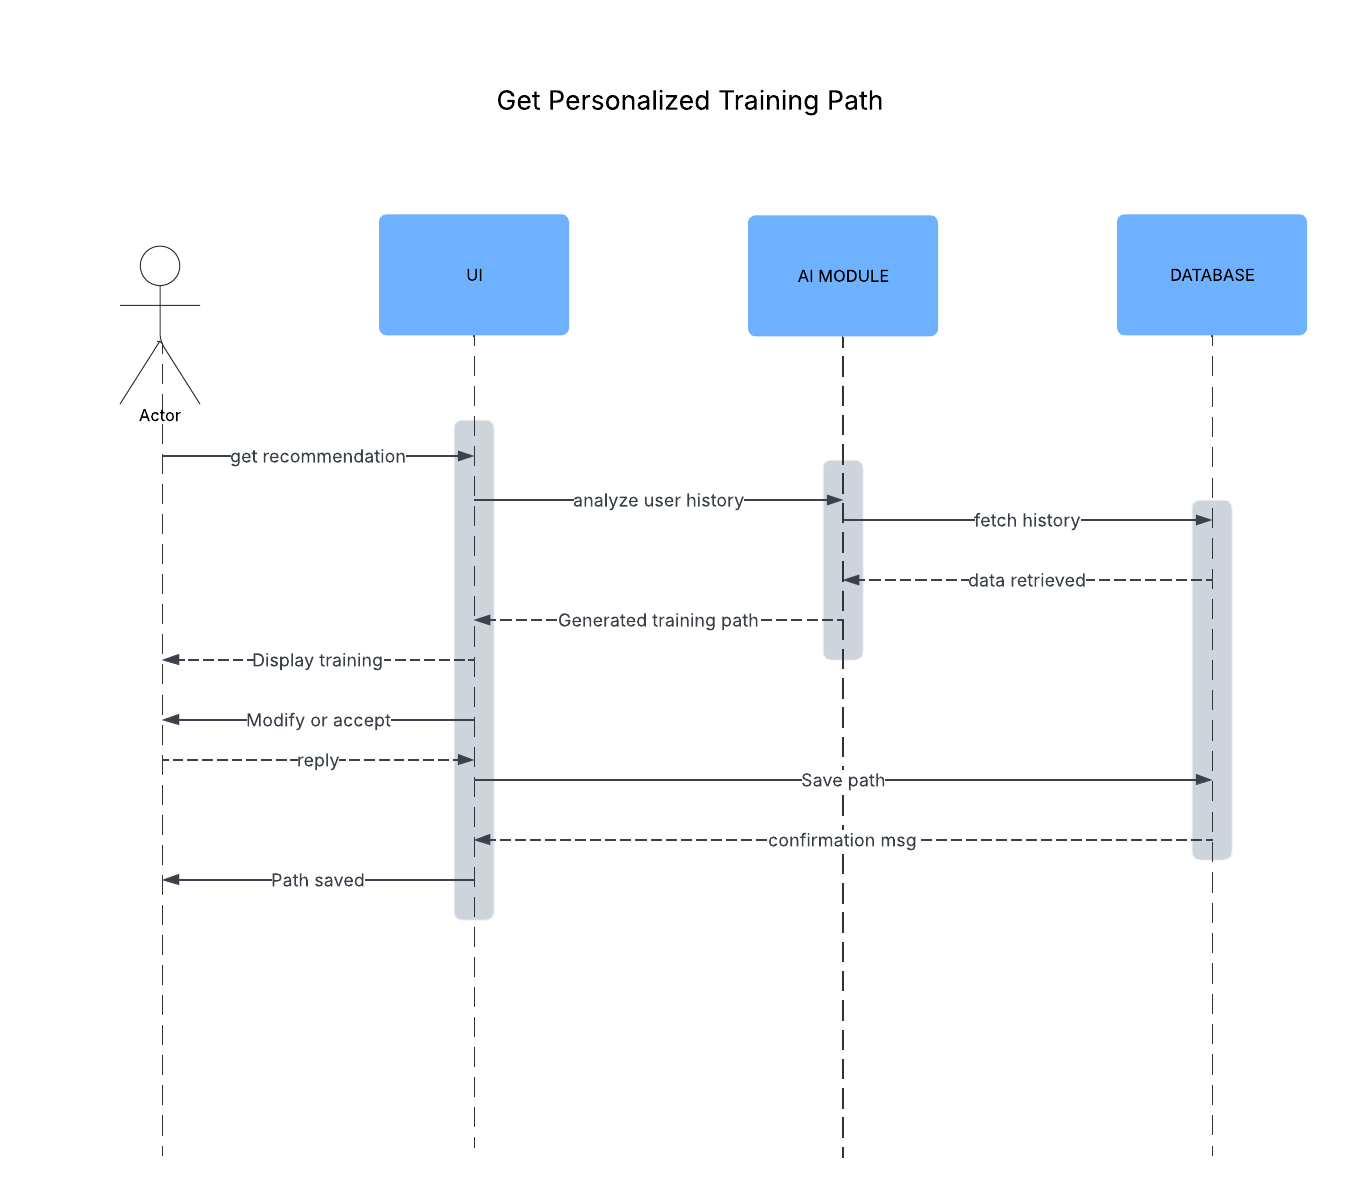 Get Personalized Training Path
UI
AI MODULE
DATABASE
Actor
get recommendation
analyze user history
fetch history
data retrieved
Generated training path
Display training
Modify or accept
reply
Save path
confirmation msg
Path saved